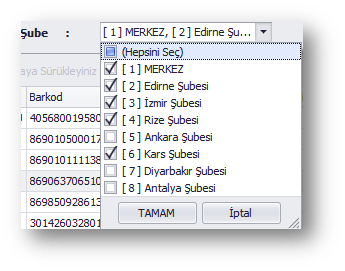 Şube : [ 1 ] MERKEZ, [ 2 ] Edirne Şu...
(Hepsini Seç)
aya Sürükleyiniz
[ 1 ] MERKEZ
Barkod
[ 2 ] Edirne Şubesi
40568001958
[ 3 ] İzmir Şubesi
[ 4 ] Rize Şubesi
86901050001
[ 5 ] Ankara Şubesi
86901011113
[ 6 ] Kars Şubesi
86906370651
[ 7 ] Diyarbakır Şubesi
86985092861
[ 8 ] Antalya Şubesi
30142603280
TAMAM İptal